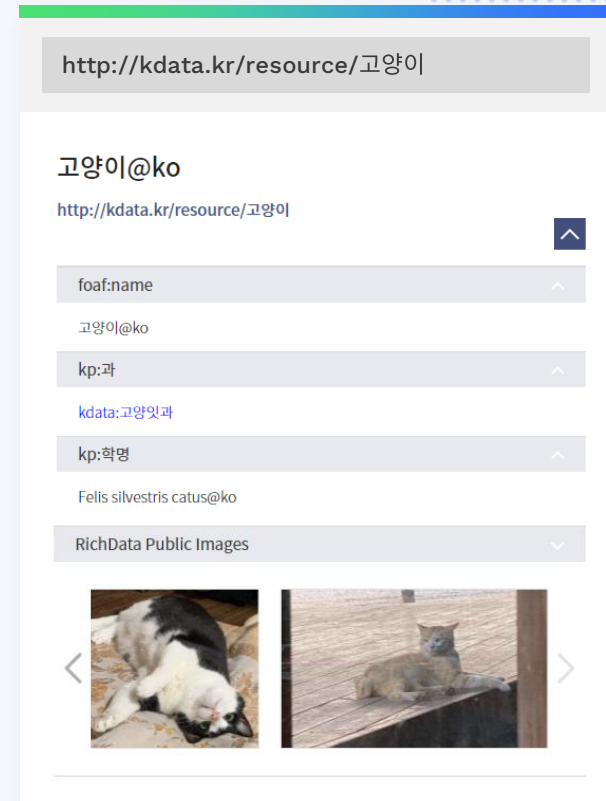 http://kdata.kr/resource/고양이
고양이@ko
http://kdata.kr/resource/고양이
foaf:name
고양이@ko
kp:과
kdata:고양잇과
kp:학명
Felis silvestris catus@ko
RichData Public Images